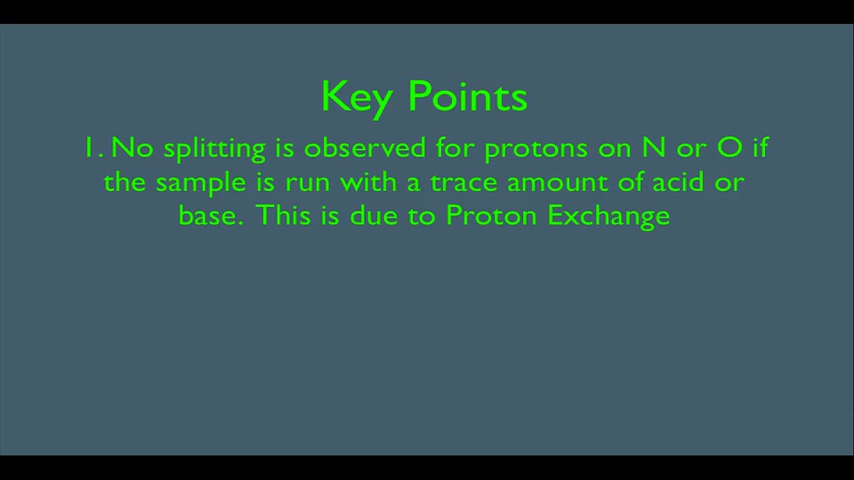 Key Points
1. No splitting is observed for protons on N or O if
the sample is run with a trace amount of acid or
base.  This is due to Proton Exchange